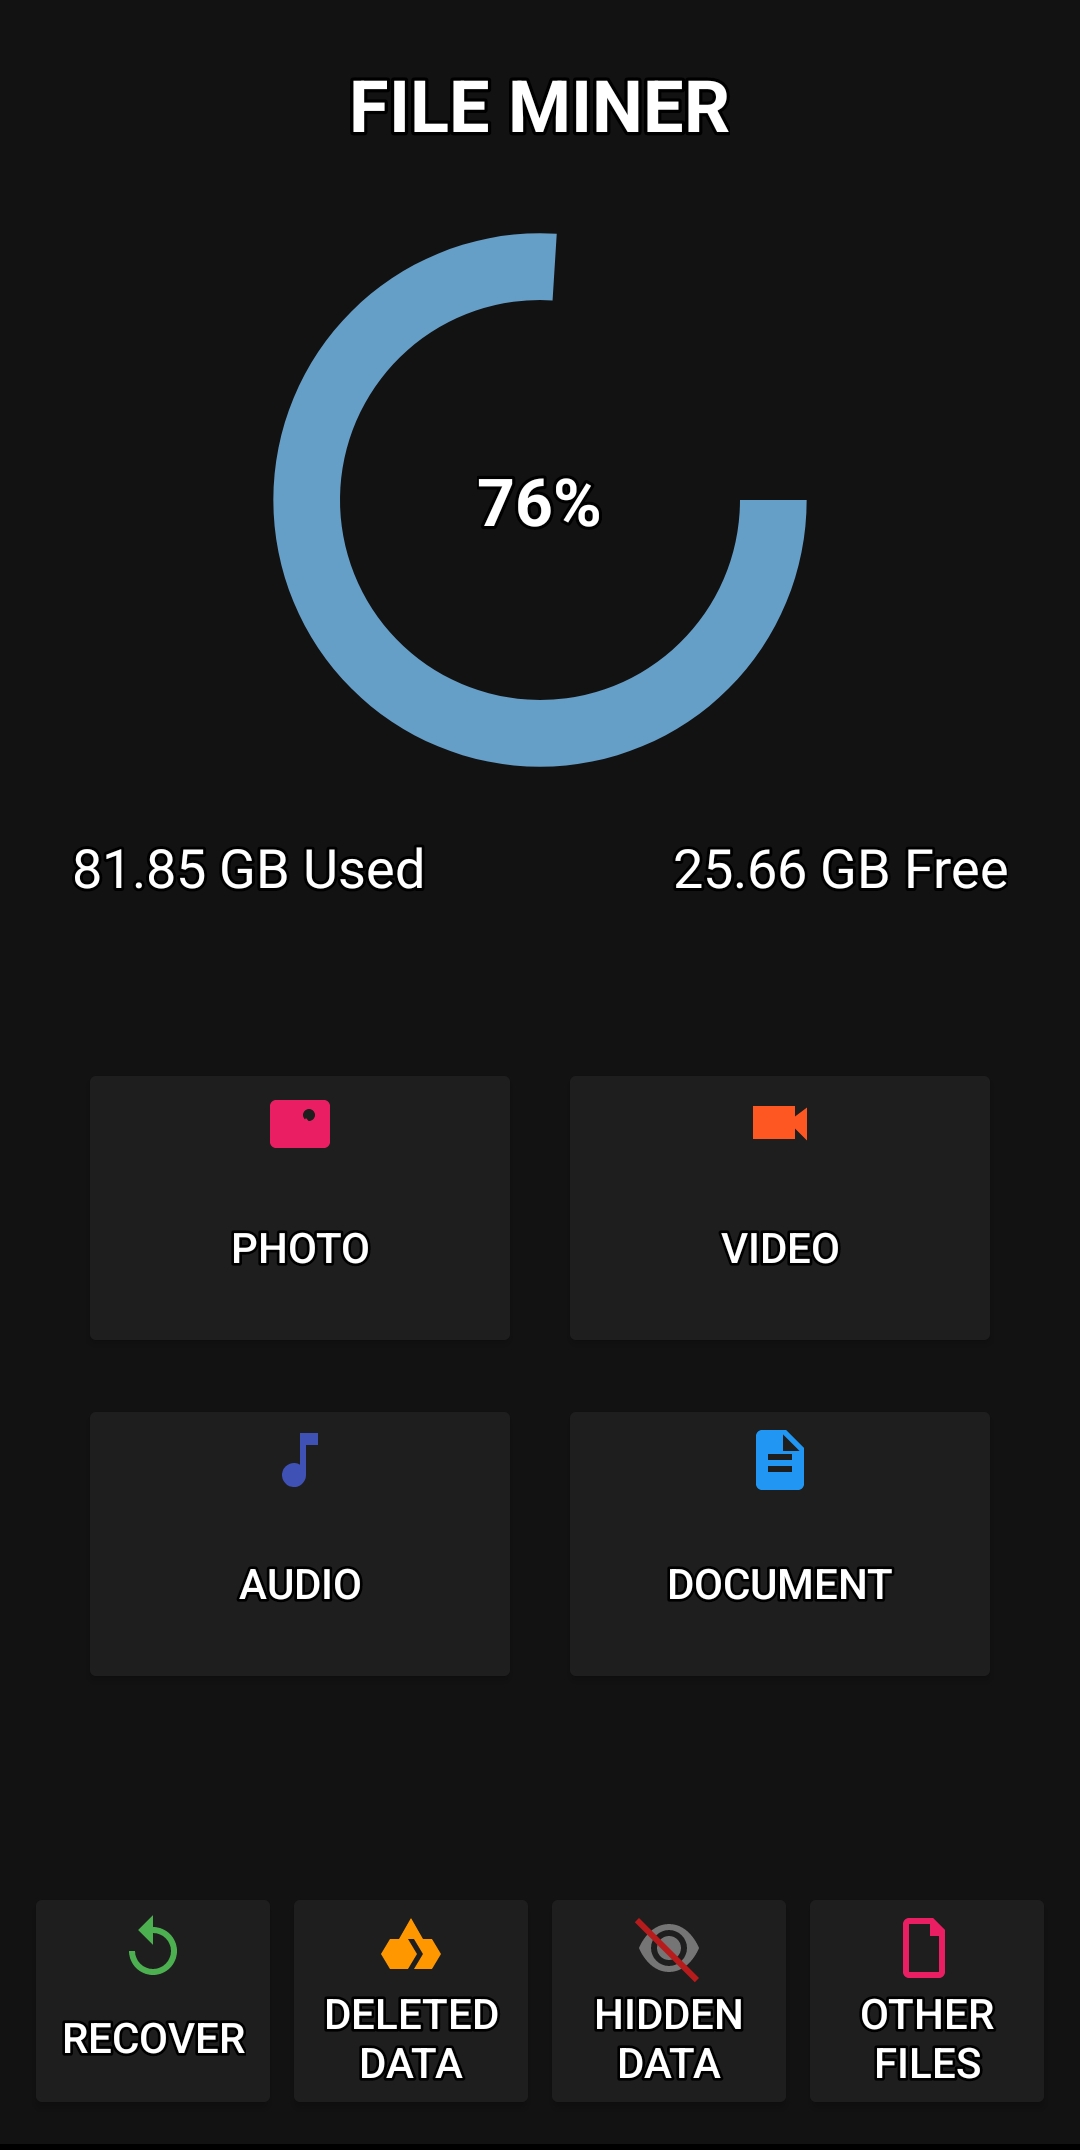 FILE MINER
76%
81.85 GB Used
25.66 GB Free
PHOTO
VIDEO
AUDIO
DOCUMENT
RECOVER
DELETED
DATA
HIDDEN
DATA
OTHER
FILES